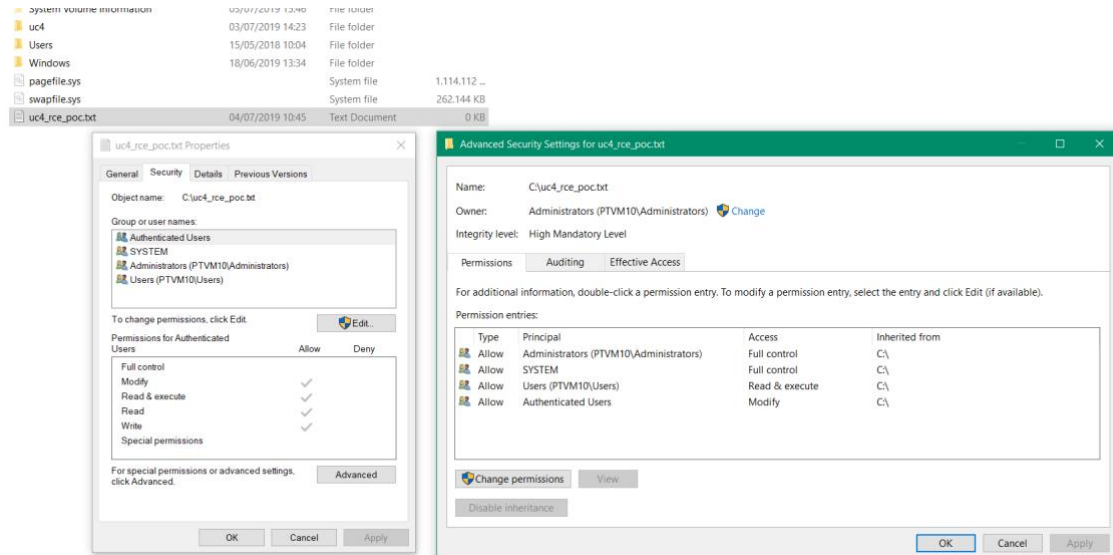 System Volume Information 05/07/2019 13:46 File folder
uc4 03/07/2019 14:23 File folder
Users 15/05/2018 10:04 File folder
Windows 18/06/2019 13:34 File folder
pagefile.sys System file 1.114.112 ...
swapfile.sys System file 262.144 KB
uc4_rce_poc.txt 04/07/2019 10:45 Text Document 0 KB
uc4_rce_poc.txt Properties
General Security Details Previous Versions
Object name: C:\uc4_rce_poc.txt
Group or user names:
Authenticated Users
SYSTEM
Administrators (PTVM10\Administrators)
Users (PTVM10\Users)
To change permissions, click Edit.
Edit...
Permissions for Authenticated
Users Allow Deny
Full control
Modify
Read & execute
Read
Write
Special permissions
For special permissions or advanced settings,
click Advanced.
Advanced
OK Cancel Apply
Advanced Security Settings for uc4_rce_poc.txt
Name: C:\uc4_rce_poc.txt
Owner: Administrators (PTVM10\Administrators) Change
Integrity level: High Mandatory Level
Permissions Auditing Effective Access
For additional information, double-click a permission entry. To modify a permission entry, select the entry and click Edit (if available).
Permission entries:
Type Principal Access Inherited from
Allow Administrators (PTVM10\Administrators) Full control C:\
Allow SYSTEM Full control C:\
Allow Users (PTVM10\Users) Read & execute C:\
Allow Authenticated Users Modify C:\
Change permissions View
Disable inheritance
OK Cancel Apply